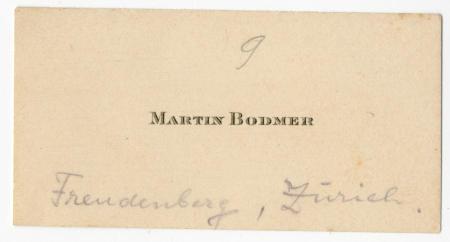 9
MARTIN BODMER
Freudenberg, Zürich.